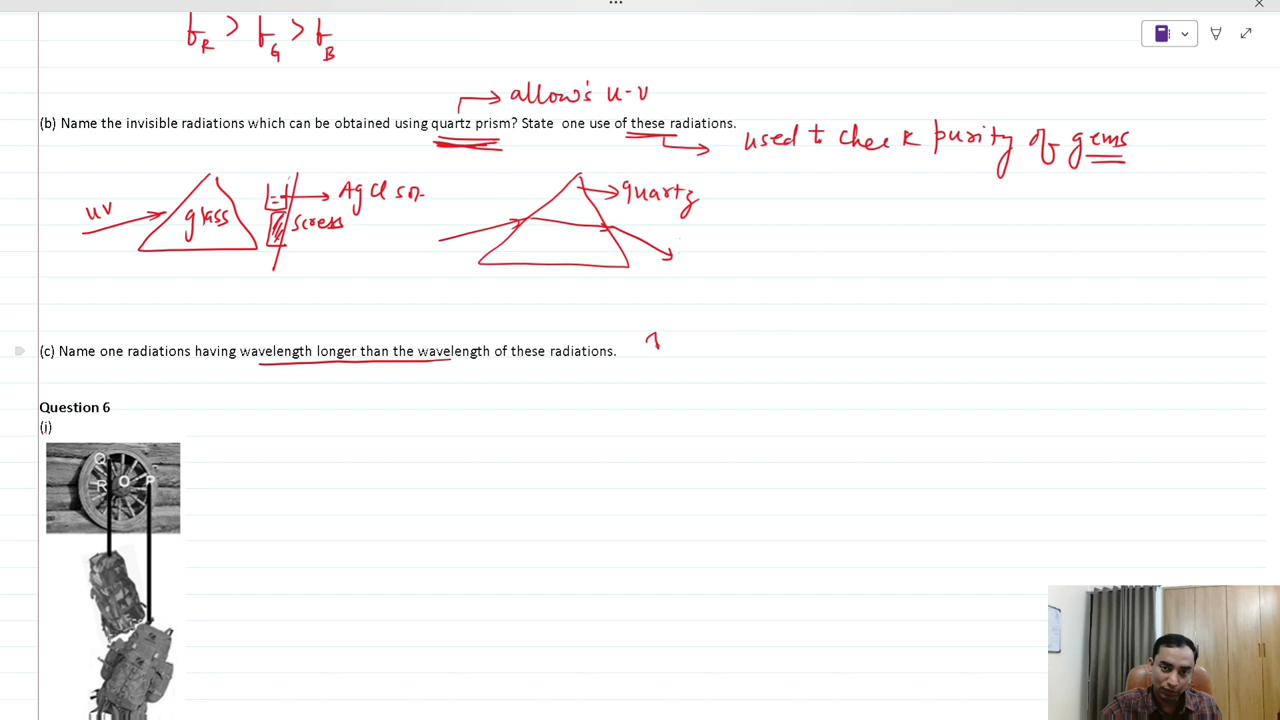 f_R > f_G > f_B
allow's u-v
(b) Name the invisible radiations which can be obtained using quartz prism? State one use of these radiations.
used to check purity of gems
uv
glass
AgCl son
screen
quartz
(c) Name one radiations having wavelength longer than the wavelength of these radiations.
Question 6
(i)
Q
R O P